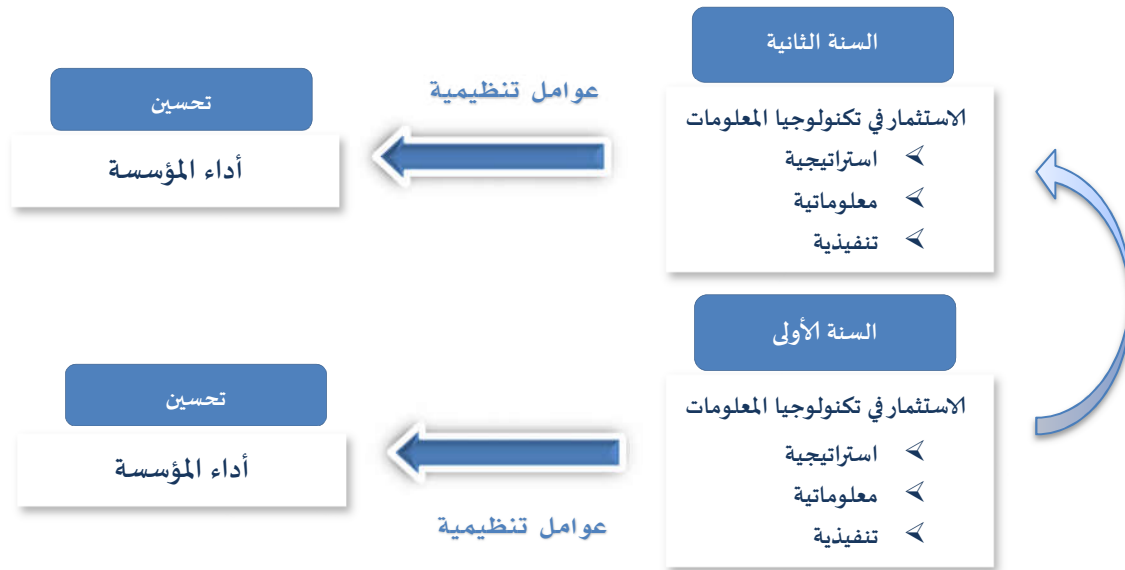 السنة الثانية
الاستثمار في تكنولوجيا المعلومات
استراتيجية
معلوماتية
تنفيذية
عوامل تنظيمية
تحسين
أداء المؤسسة
السنة الأولى
الاستثمار في تكنولوجيا المعلومات
استراتيجية
معلوماتية
تنفيذية
عوامل تنظيمية
تحسين
أداء المؤسسة